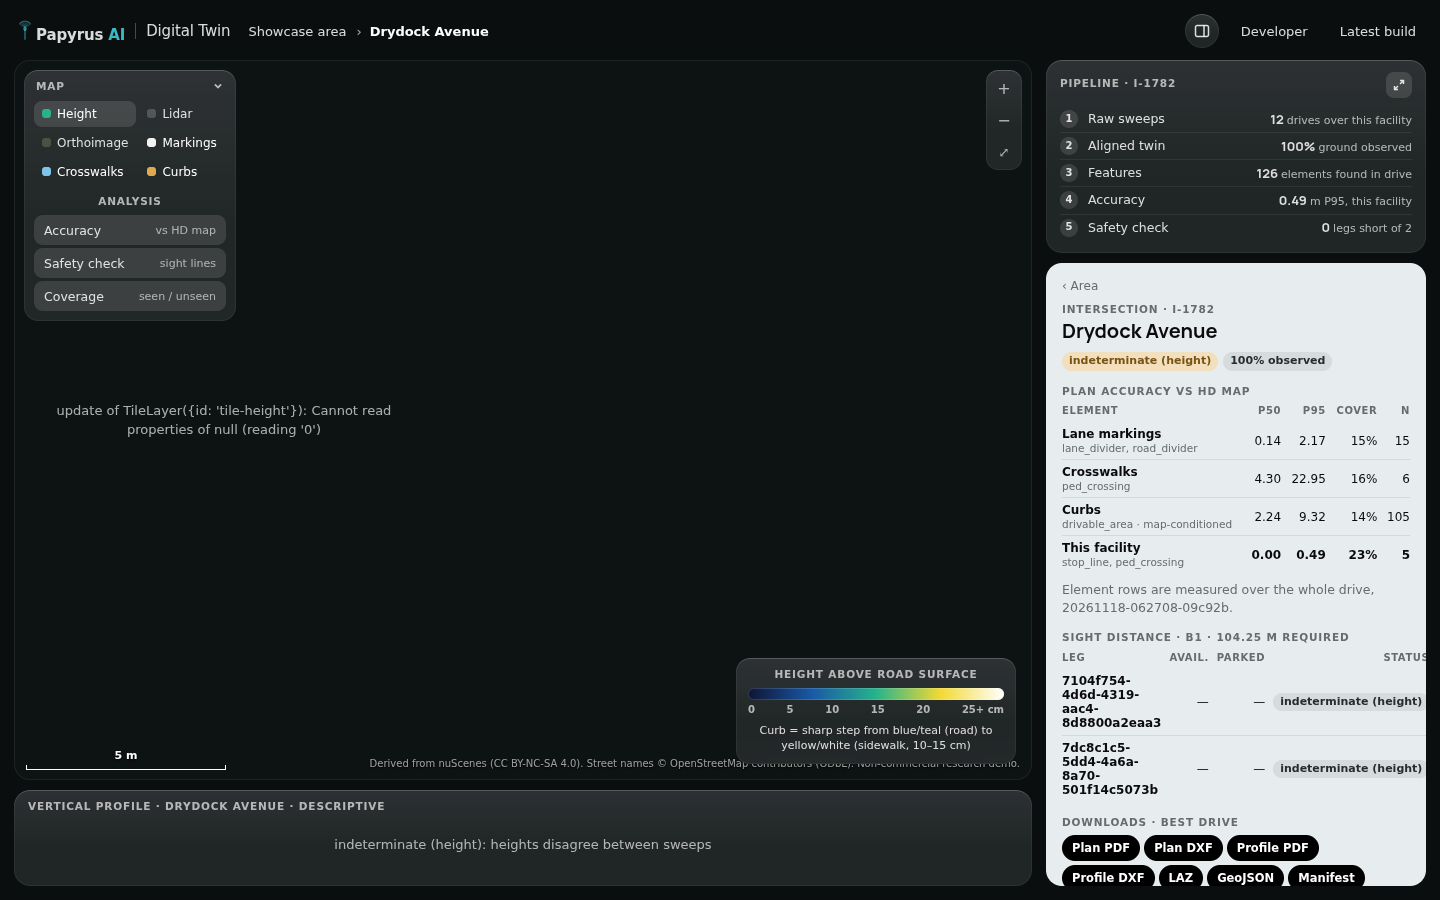 Papyrus AI
Digital Twin
Showcase area › Drydock Avenue
Developer
Latest build
MAP
Height
Lidar
Orthoimage
Markings
Crosswalks
Curbs
ANALYSIS
Accuracy vs HD map
Safety check sight lines
Coverage seen / unseen
+
−
update of TileLayer({id: 'tile-height'}): Cannot read
properties of null (reading '0')
HEIGHT ABOVE ROAD SURFACE
0 5 10 15 20 25+ cm
Curb = sharp step from blue/teal (road) to
yellow/white (sidewalk, 10–15 cm)
5 m
Derived from nuScenes (CC BY-NC-SA 4.0). Street names © OpenStreetMap contributors (ODbL). Non-commercial research demo.
VERTICAL PROFILE · DRYDOCK AVENUE · DESCRIPTIVE
indeterminate (height): heights disagree between sweeps
PIPELINE · I-1782
1 Raw sweeps 12 drives over this facility
2 Aligned twin 100% ground observed
3 Features 126 elements found in drive
4 Accuracy 0.49 m P95, this facility
5 Safety check 0 legs short of 2
‹ Area
INTERSECTION · I-1782
Drydock Avenue
indeterminate (height) 100% observed
PLAN ACCURACY VS HD MAP
ELEMENT P50 P95 COVER N
Lane markings 0.14 2.17 15% 15
lane_divider, road_divider
Crosswalks 4.30 22.95 16% 6
ped_crossing
Curbs 2.24 9.32 14% 105
drivable_area · map-conditioned
This facility 0.00 0.49 23% 5
stop_line, ped_crossing
Element rows are measured over the whole drive,
20261118-062708-09c92b.
SIGHT DISTANCE · B1 · 104.25 M REQUIRED
LEG AVAIL. PARKED STATUS
7104f754-
4d6d-4319-
aac4-
8d8800a2eaa3
— — indeterminate (height)
7dc8c1c5-
5dd4-4a6a-
8a70-
501f14c5073b
— — indeterminate (height)
DOWNLOADS · BEST DRIVE
Plan PDF Plan DXF Profile PDF
Profile DXF LAZ GeoJSON Manifest